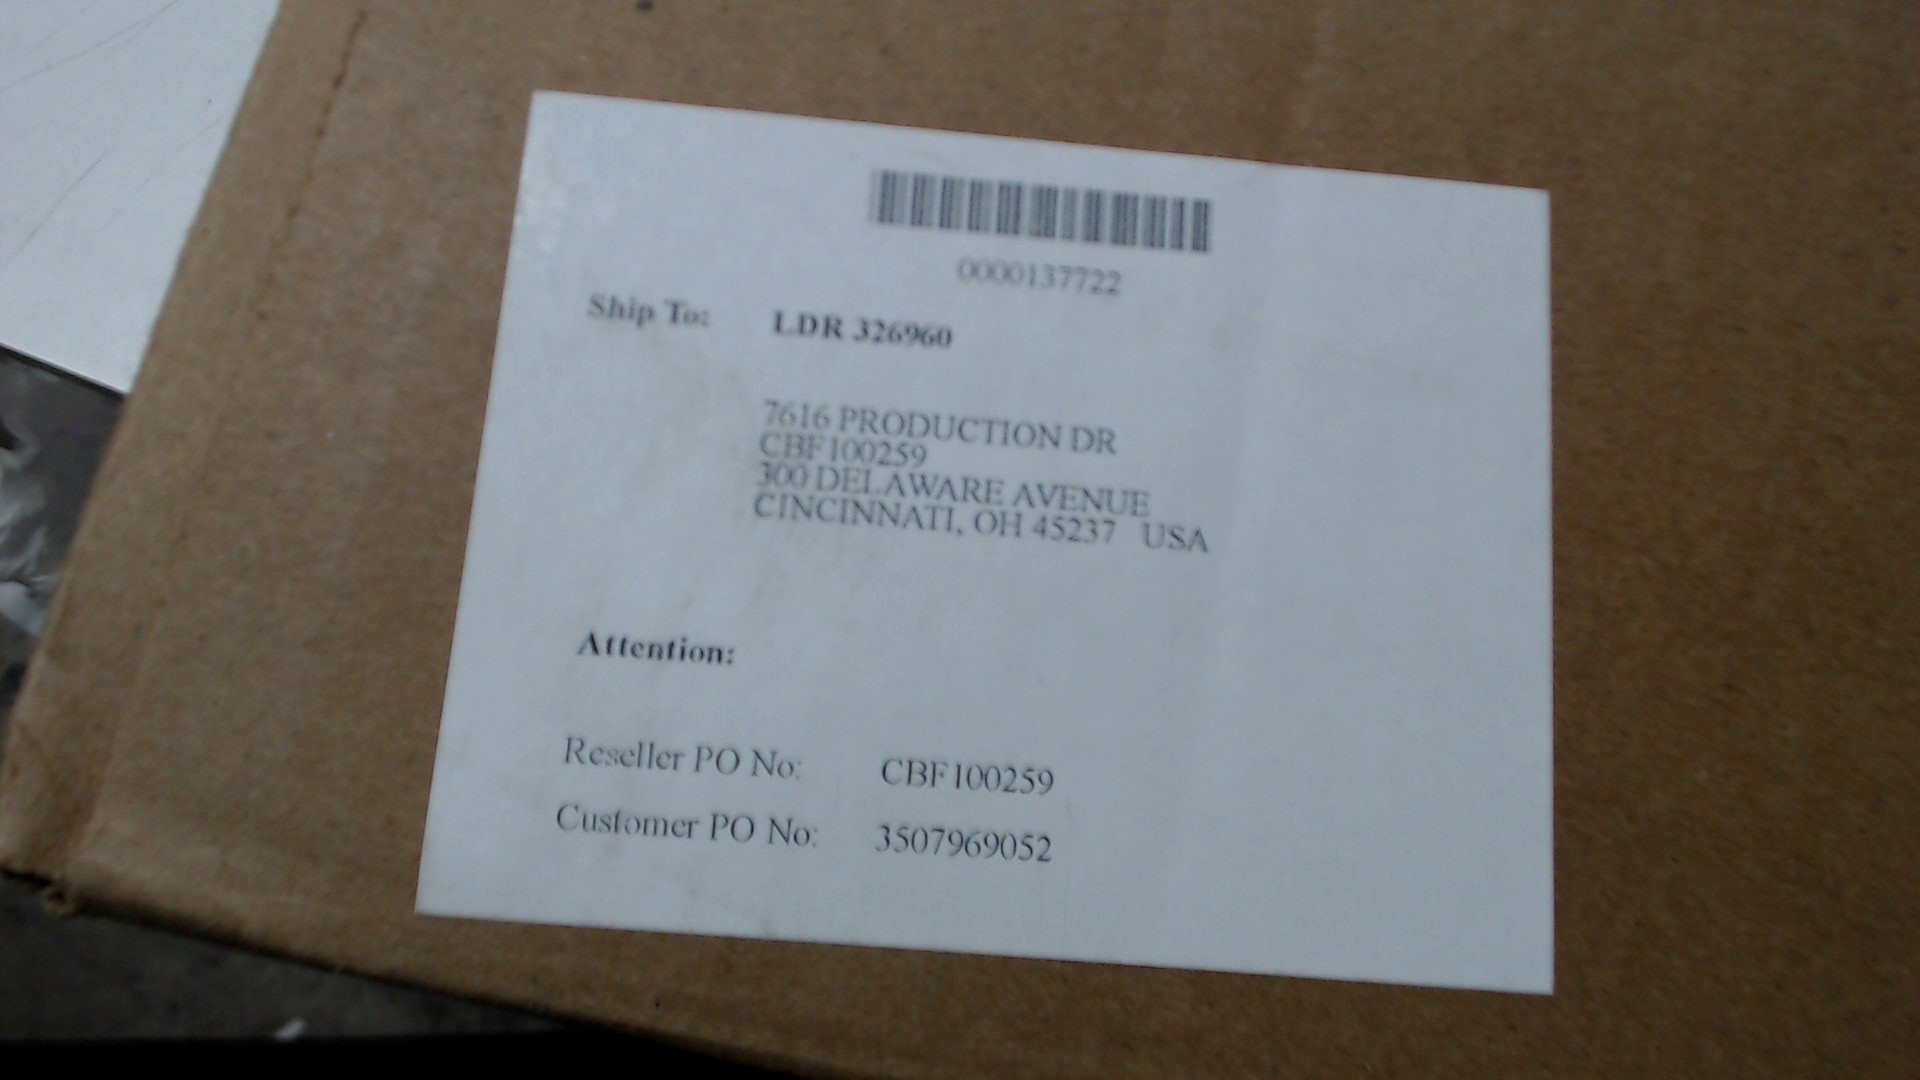 0000137722
Ship To: LDR 326960
7616 PRODUCTION DR
CBF100259
300 DELAWARE AVENUE
CINCINNATI, OH 45237 USA
Attention:
Reseller PO No: CBF100259
Customer PO No: 3507969052